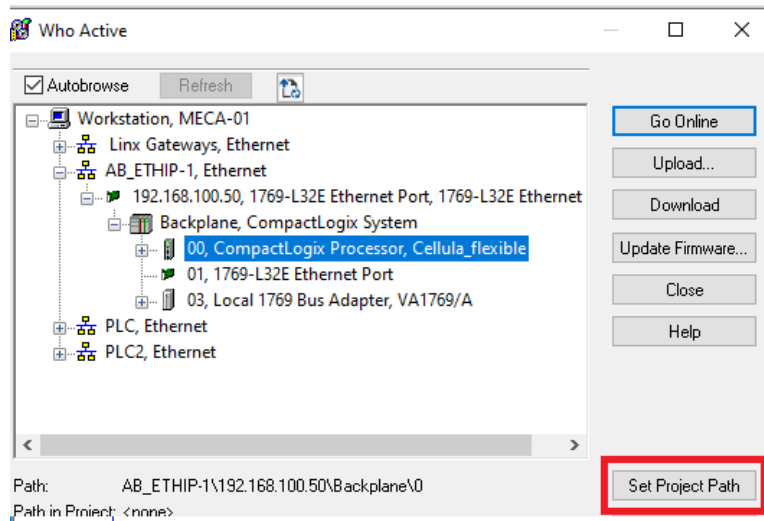 Who Active
Autobrowse
Refresh
Workstation, MECA-01
Linx Gateways, Ethernet
AB_ETHIP-1, Ethernet
192.168.100.50, 1769-L32E Ethernet Port, 1769-L32E Ethernet
Backplane, CompactLogix System
00, CompactLogix Processor, Cellula_flexible
01, 1769-L32E Ethernet Port
03, Local 1769 Bus Adapter, VA1769/A
PLC, Ethernet
PLC2, Ethernet
Go Online
Upload...
Download
Update Firmware...
Close
Help
Path: AB_ETHIP-1\192.168.100.50\Backplane\0
Set Project Path
Path in Project: <none>